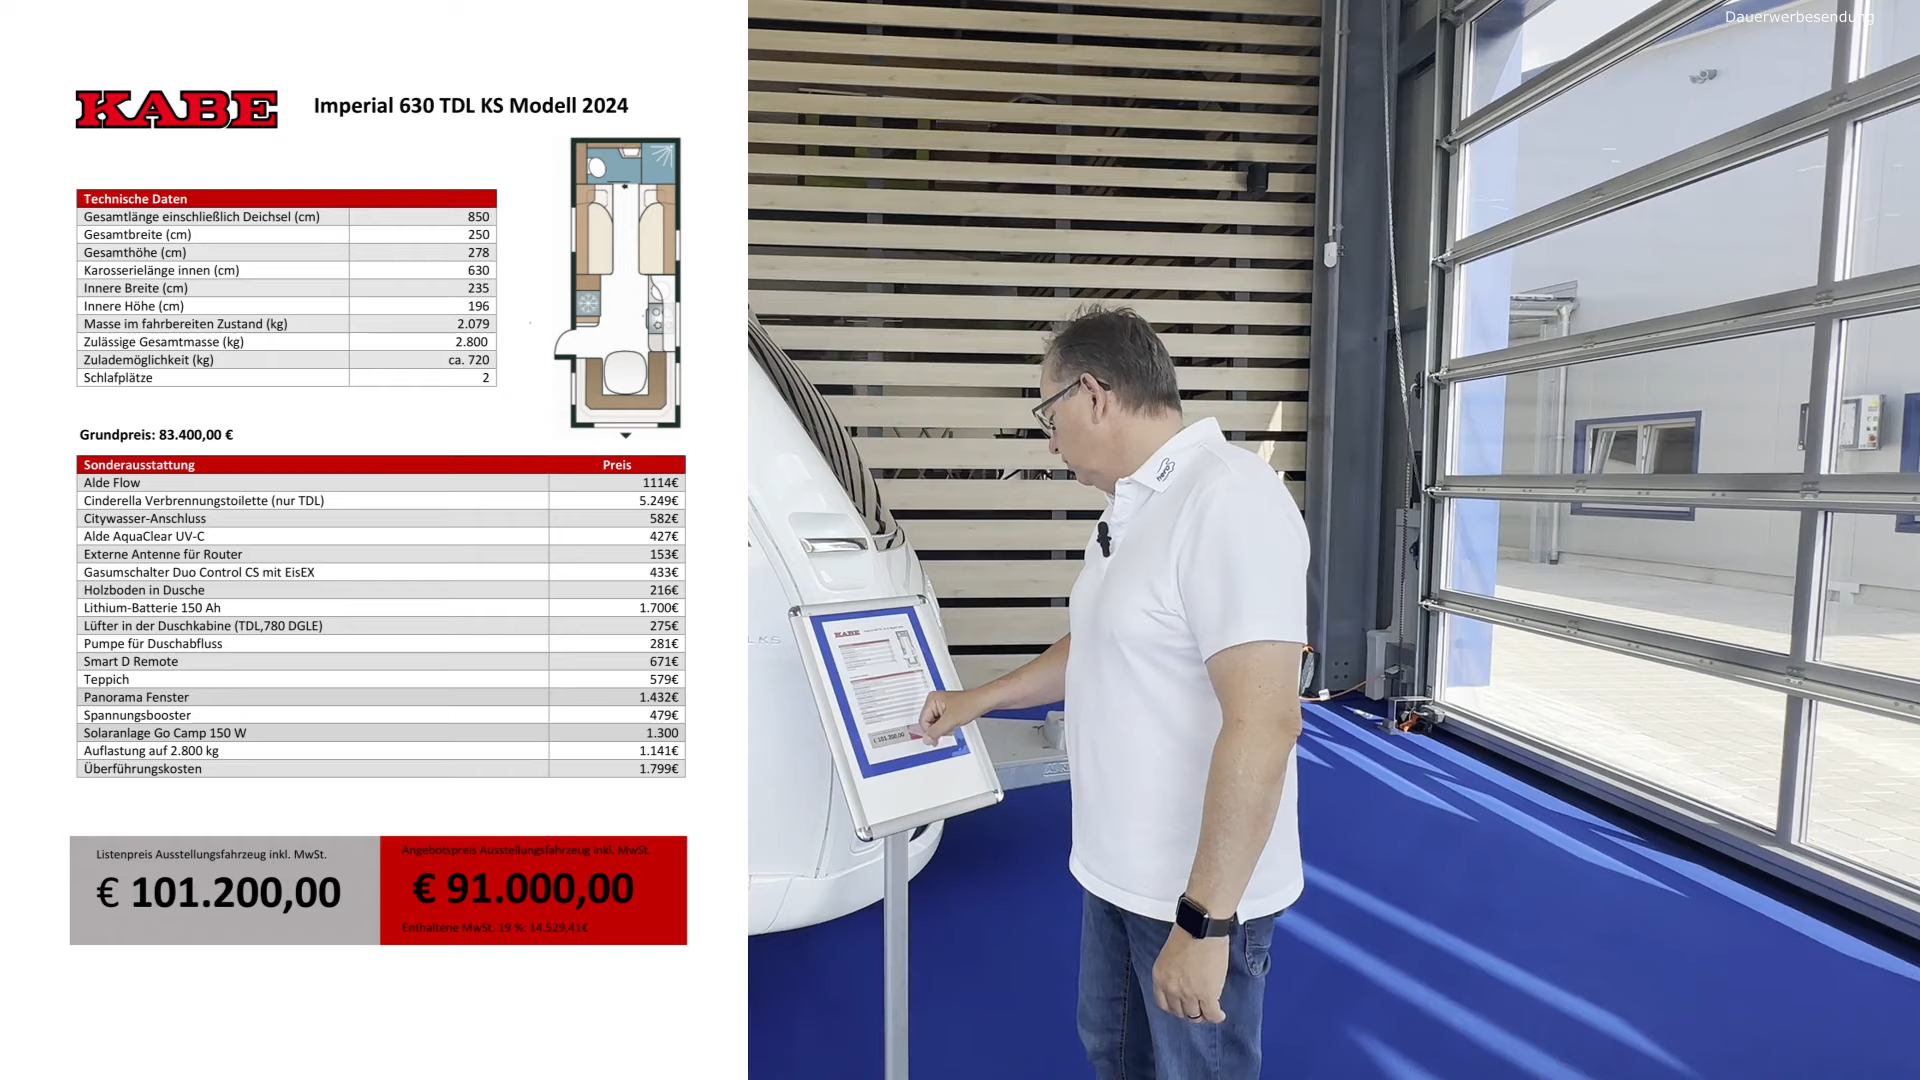 Dauerwerbesendung
KABE
Imperial 630 TDL KS Modell 2024
Technische Daten
Gesamtlänge einschließlich Deichsel (cm) 850
Gesamtbreite (cm) 250
Gesamthöhe (cm) 278
Karosserielänge innen (cm) 630
Innere Breite (cm) 235
Innere Höhe (cm) 196
Masse im fahrbereiten Zustand (kg) 2.079
Zulässige Gesamtmasse (kg) 2.800
Zulademöglichkeit (kg) ca. 720
Schlafplätze 2
Grundpreis: 83.400,00 €
Sonderausstattung Preis
Alde Flow 1114€
Cinderella Verbrennungstoilette (nur TDL) 5.249€
Citywasser-Anschluss 582€
Alde AquaClear UV-C 427€
Externe Antenne für Router 153€
Gasumschalter Duo Control CS mit EisEX 433€
Holzboden in Dusche 216€
Lithium-Batterie 150 Ah 1.700€
Lüfter in der Duschkabine (TDL,780 DGLE) 275€
Pumpe für Duschabfluss 281€
Smart D Remote 671€
Teppich 579€
Panorama Fenster 1.432€
Spannungsbooster 479€
Solaranlage Go Camp 150 W 1.300
Auflastung auf 2.800 kg 1.141€
Überführungskosten 1.799€
Listenpreis Ausstellungsfahrzeug inkl. MwSt.
€ 101.200,00
Angebotspreis Ausstellungsfahrzeug inkl. MwSt.
€ 91.000,00
Enthaltene MwSt. 19 %: 14.529,41€
KABE
€ 101.200,00
KS